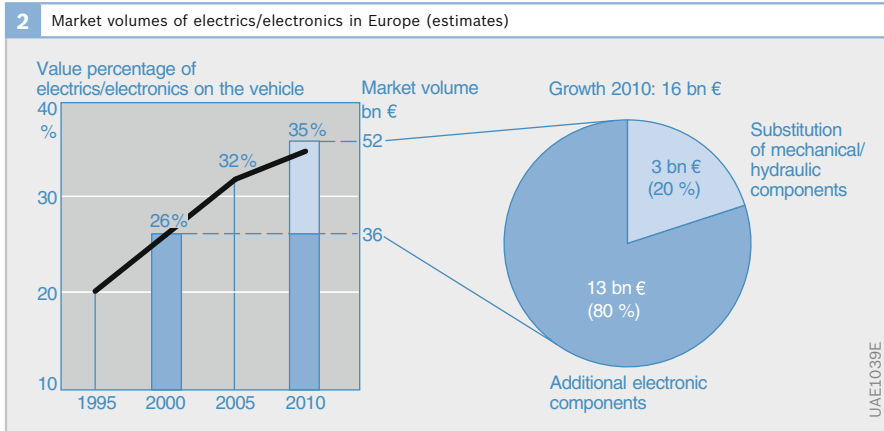 2 Market volumes of electrics/electronics in Europe (estimates)
Value percentage of
electrics/electronics on the vehicle
Market volume
bn €
Growth 2010: 16 bn €
40
%
30
20
10
26%
32%
35%
52
36
1995 2000 2005 2010
Substitution
of mechanical/
hydraulic
components
3 bn €
(20 %)
13 bn €
(80 %)
Additional electronic
components
UAE1039E